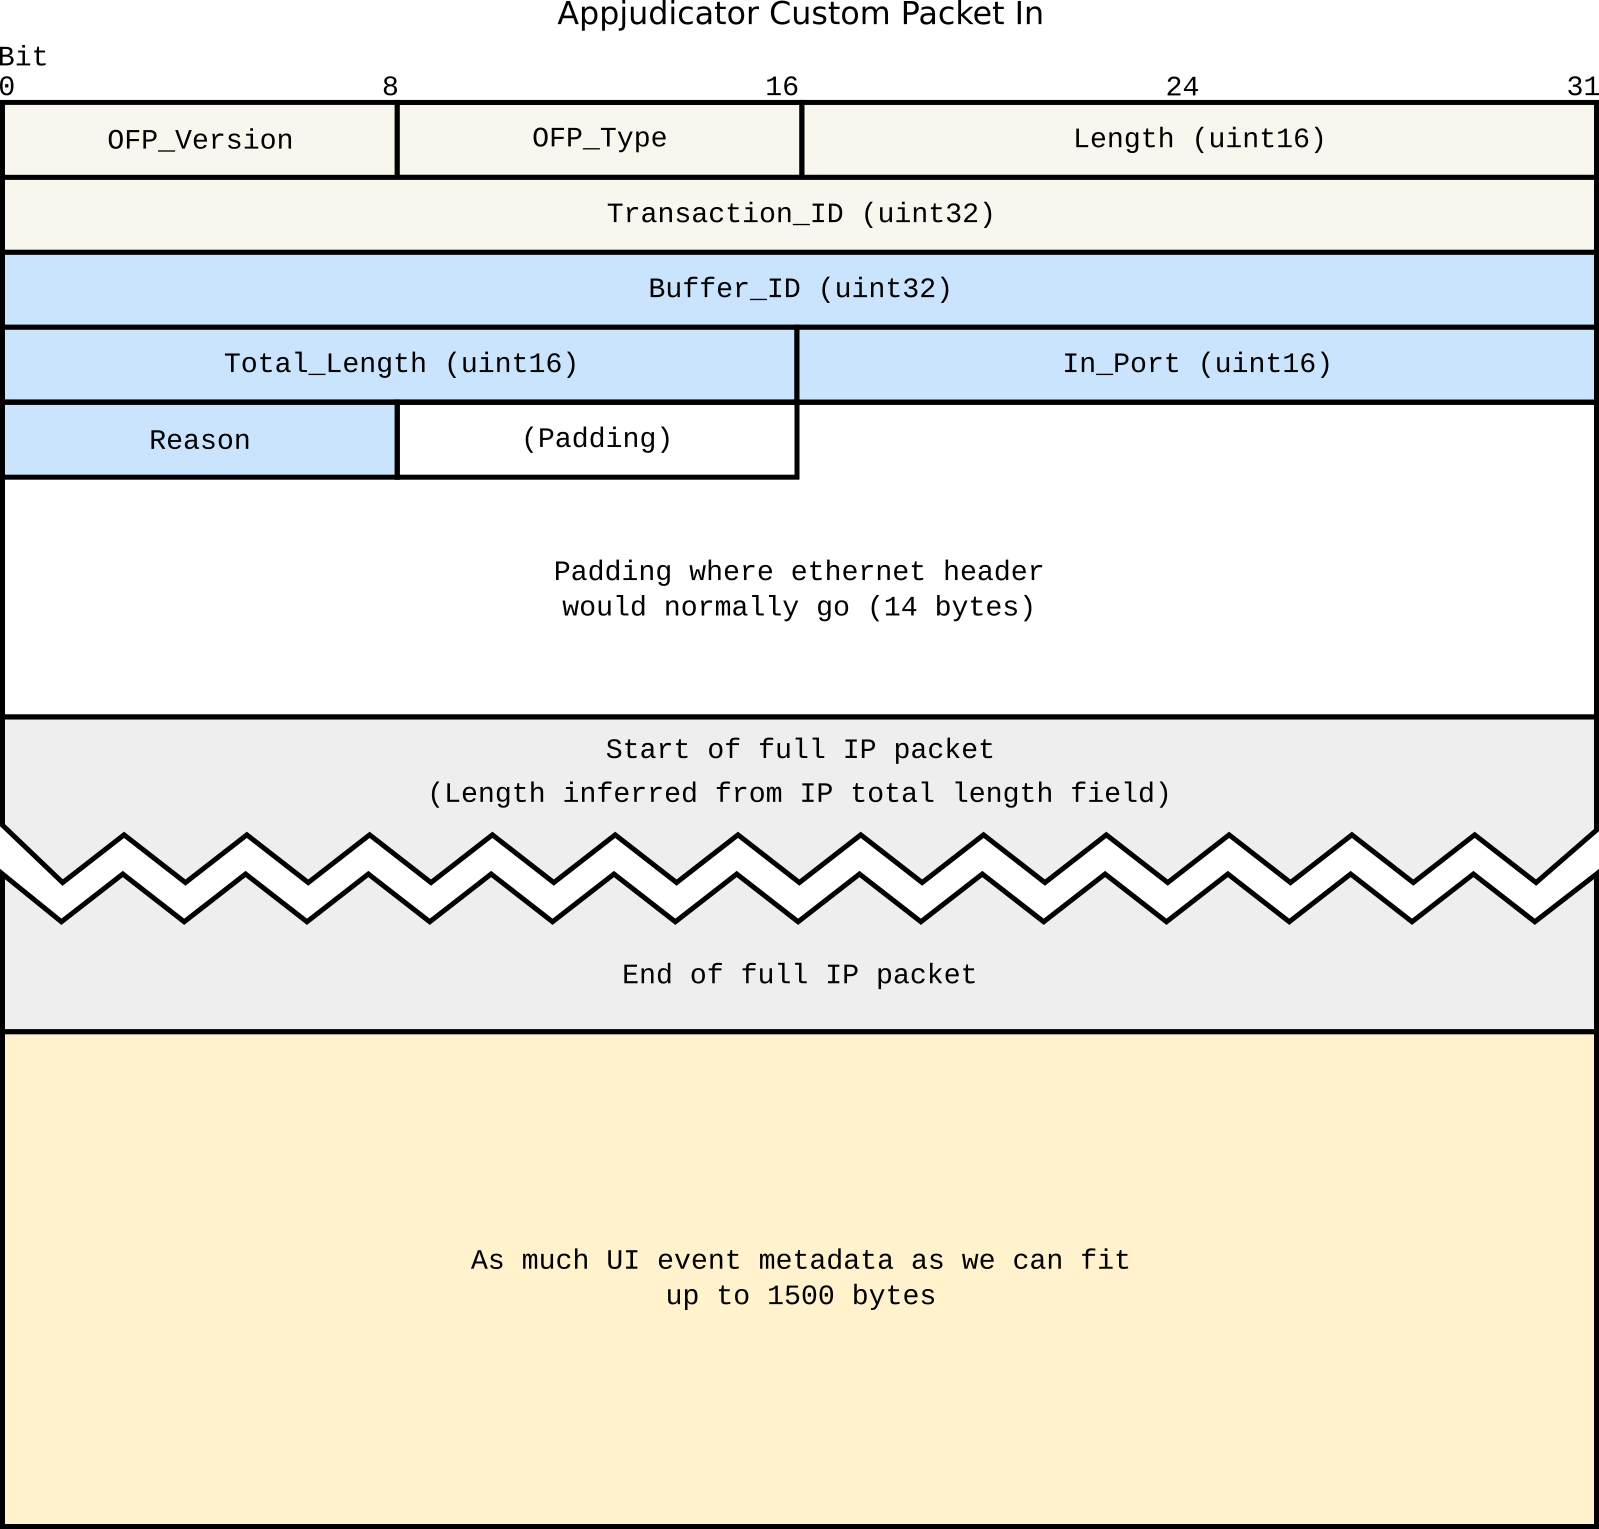 Appjudicator Custom Packet In
Bit
0 8 16 24 31
OFP_Version OFP_Type Length (uint16)
Transaction_ID (uint32)
Buffer_ID (uint32)
Total_Length (uint16) In_Port (uint16)
Reason (Padding)
Padding where ethernet header
would normally go (14 bytes)
Start of full IP packet
(Length inferred from IP total length field)
End of full IP packet
As much UI event metadata as we can fit
up to 1500 bytes